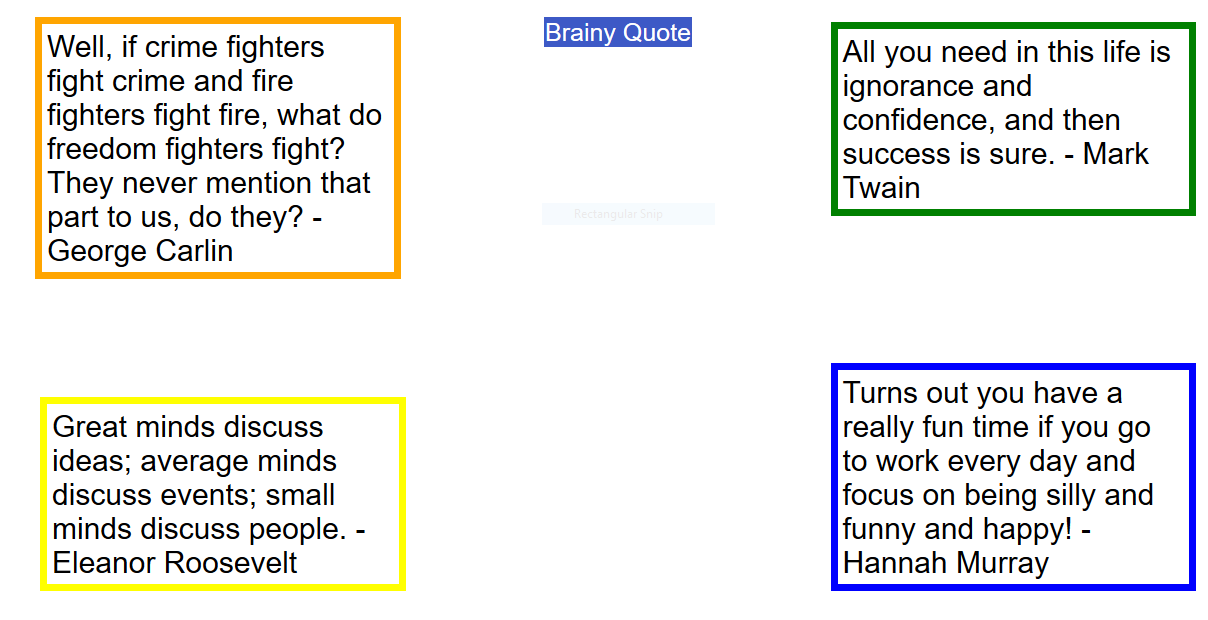 Well, if crime fighters
fight crime and fire
fighters fight fire, what do
freedom fighters fight?
They never mention that
part to us, do they? -
George Carlin
Brainy Quote
All you need in this life is
ignorance and
confidence, and then
success is sure. - Mark
Twain
Rectangular Snip
Great minds discuss
ideas; average minds
discuss events; small
minds discuss people. -
Eleanor Roosevelt
Turns out you have a
really fun time if you go
to work every day and
focus on being silly and
funny and happy! -
Hannah Murray